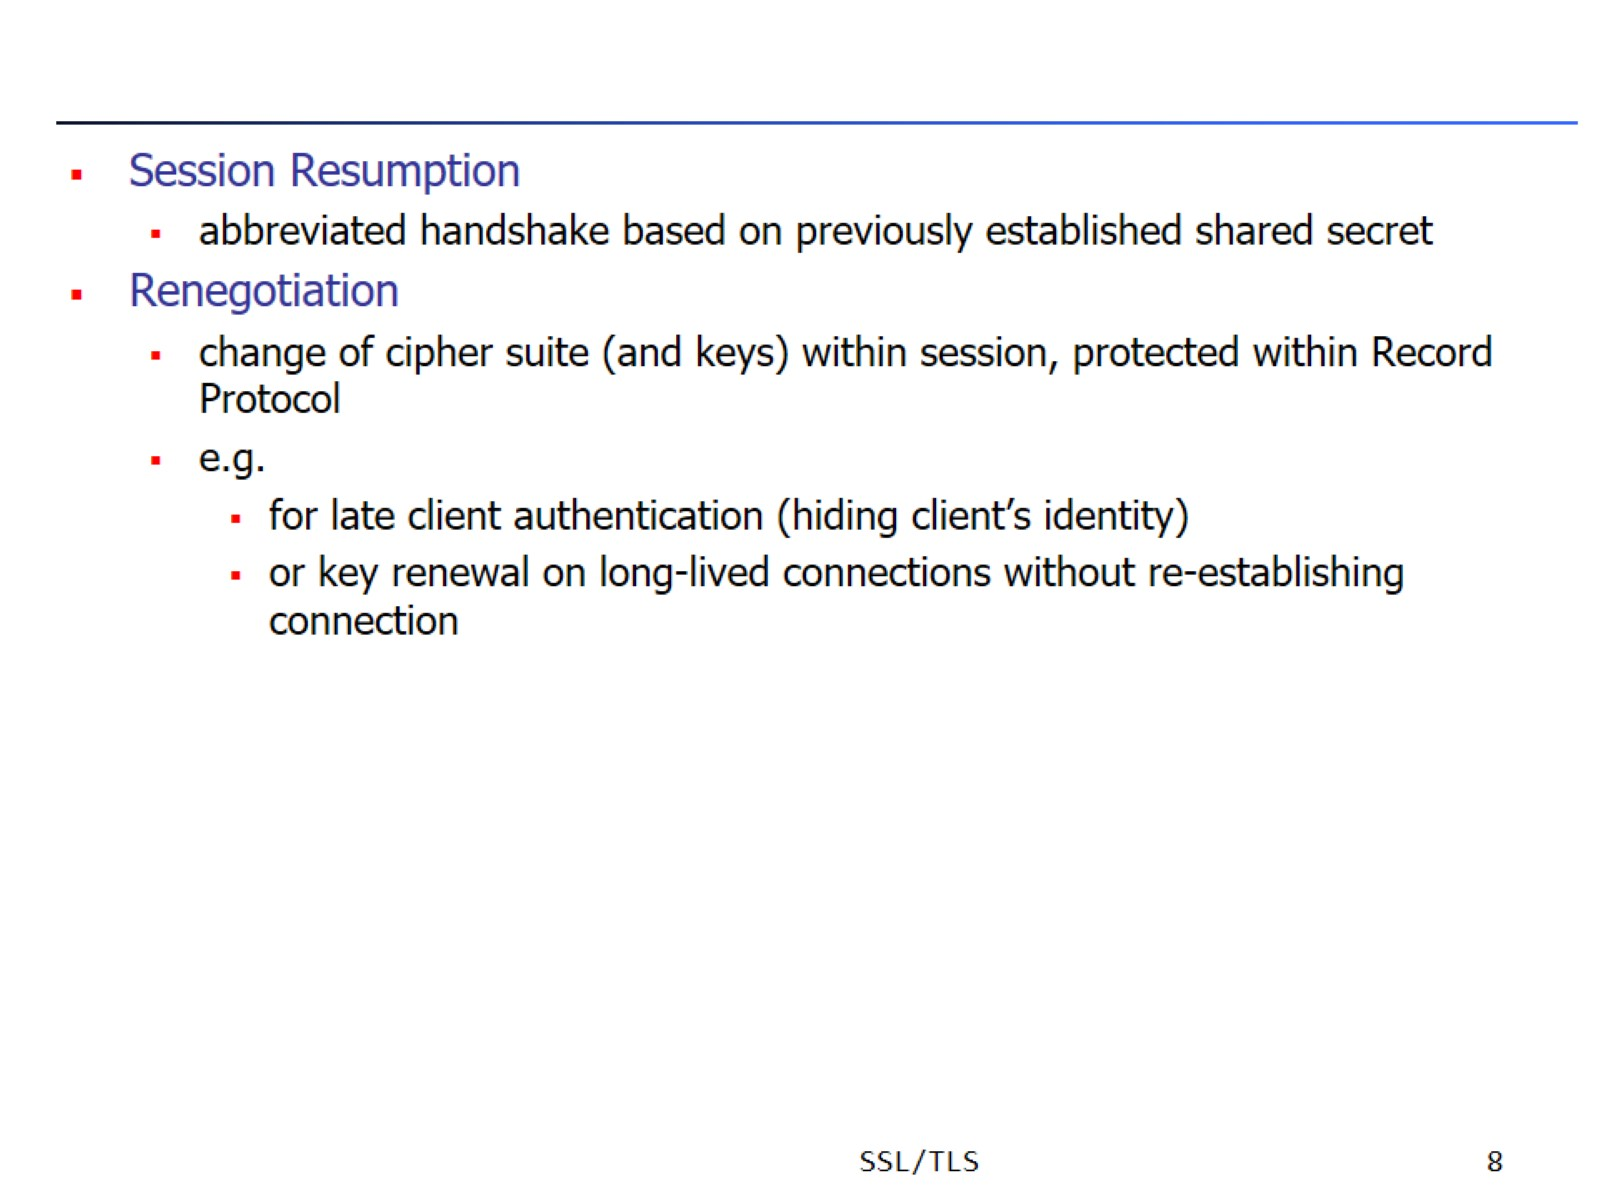 Session Resumption
abbreviated handshake based on previously established shared secret
Renegotiation
change of cipher suite (and keys) within session, protected within Record
Protocol
e.g.
for late client authentication (hiding client’s identity)
or key renewal on long-lived connections without re-establishing
connection
SSL/TLS
8